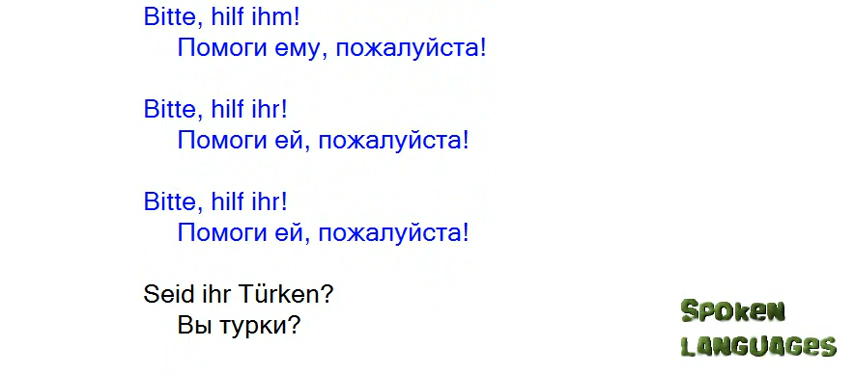 Bitte, hilf ihm!
Помоги ему, пожалуйста!
Bitte, hilf ihr!
Помоги ей, пожалуйста!
Bitte, hilf ihr!
Помоги ей, пожалуйста!
Seid ihr Türken?
Вы турки?
Spoken
Languages